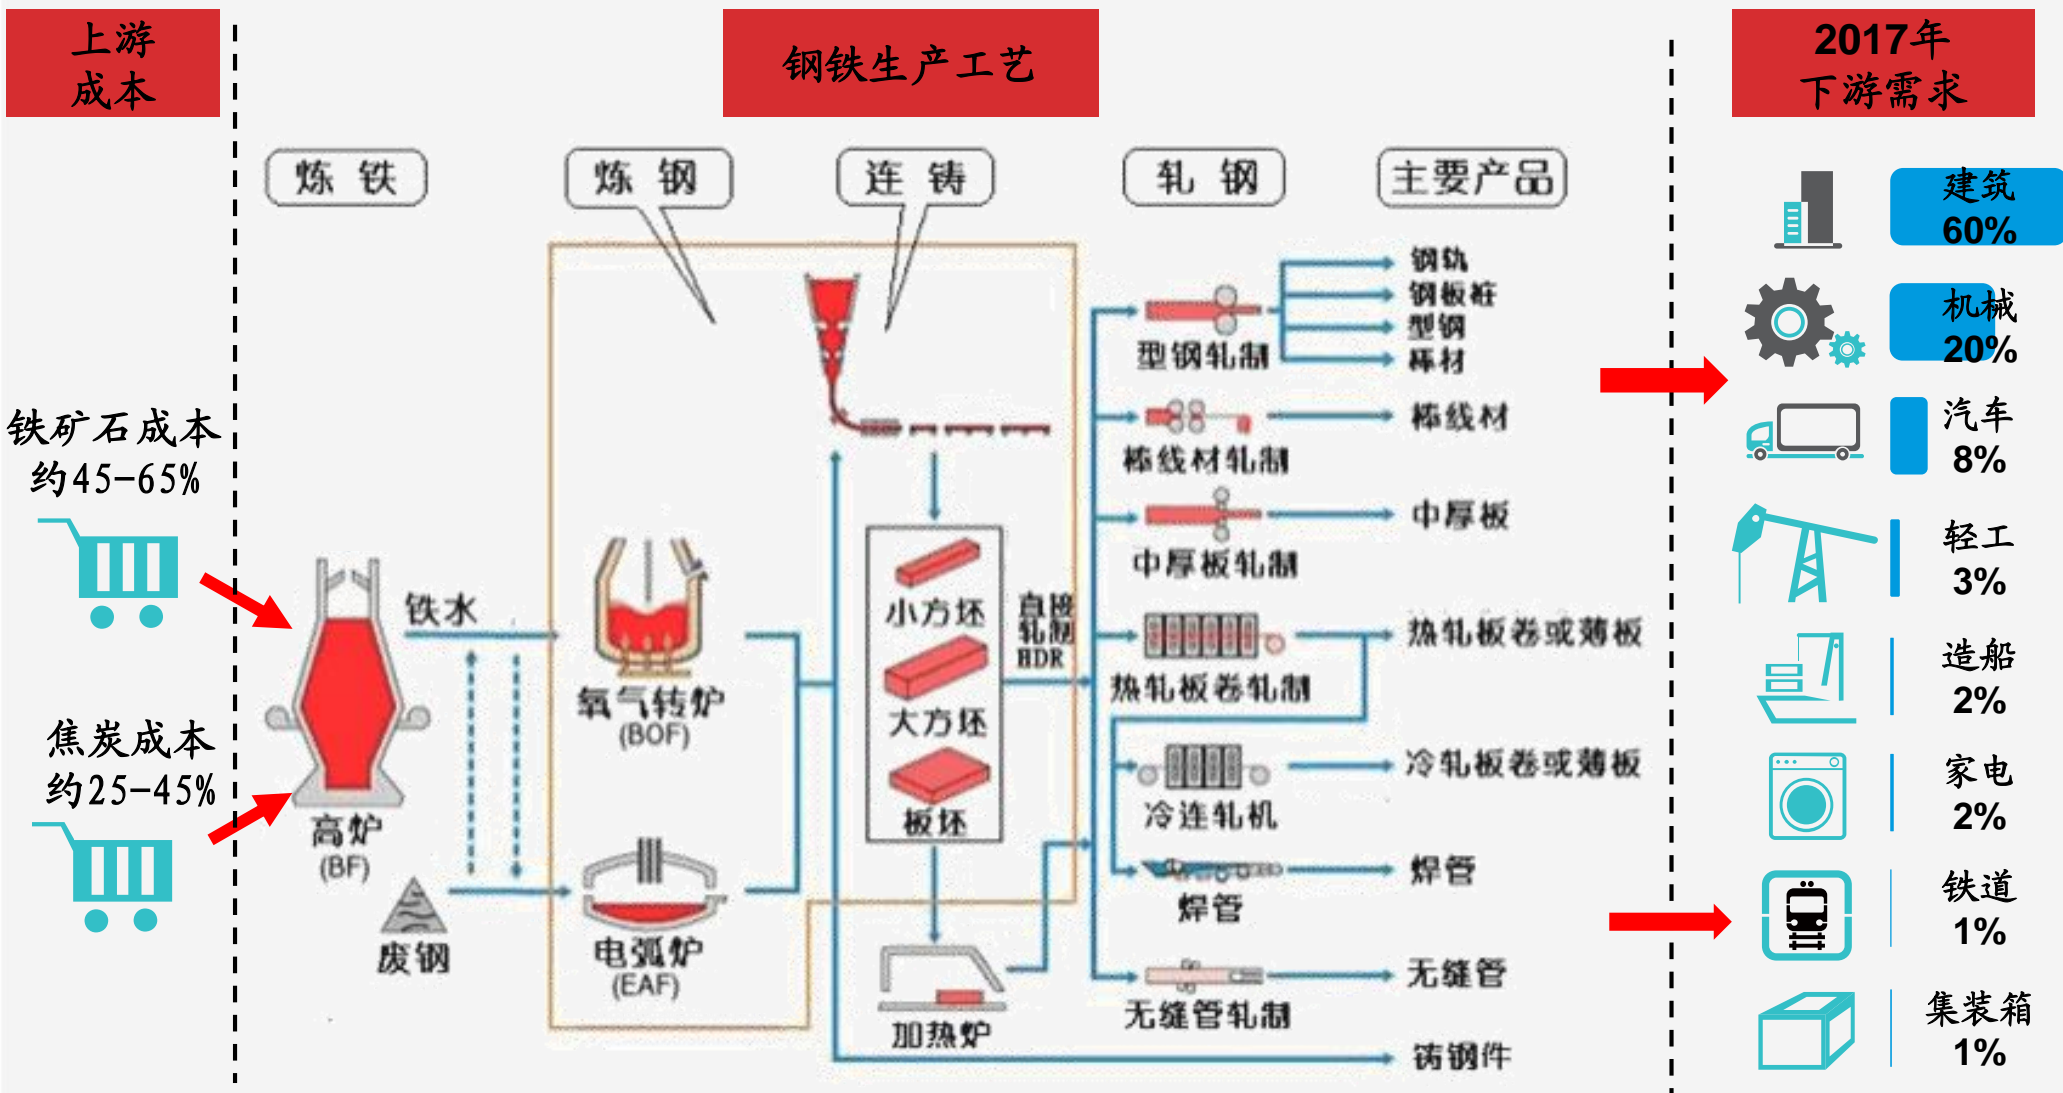 上游
成本
钢铁生产工艺
2017年
下游需求
炼铁
炼钢
连铸
轧钢
主要产品
铁矿石成本
约45-65%
焦炭成本
约25-45%
铁水
高炉
(BF)
废钢
氧气转炉
(BOF)
电弧炉
(EAF)
小方坯
大方坯
板坯
直接
轧制
HDR
加热炉
型钢轧制
棒线材轧制
中厚板轧制
热轧板卷轧制
冷连轧机
焊管
无缝管轧制
钢轨
钢板桩
型钢
棒材
棒线材
中厚板
热轧板卷或薄板
冷轧板卷或薄板
焊管
无缝管
铸钢件
建筑
60%
机械
20%
汽车
8%
轻工
3%
造船
2%
家电
2%
铁道
1%
集装箱
1%